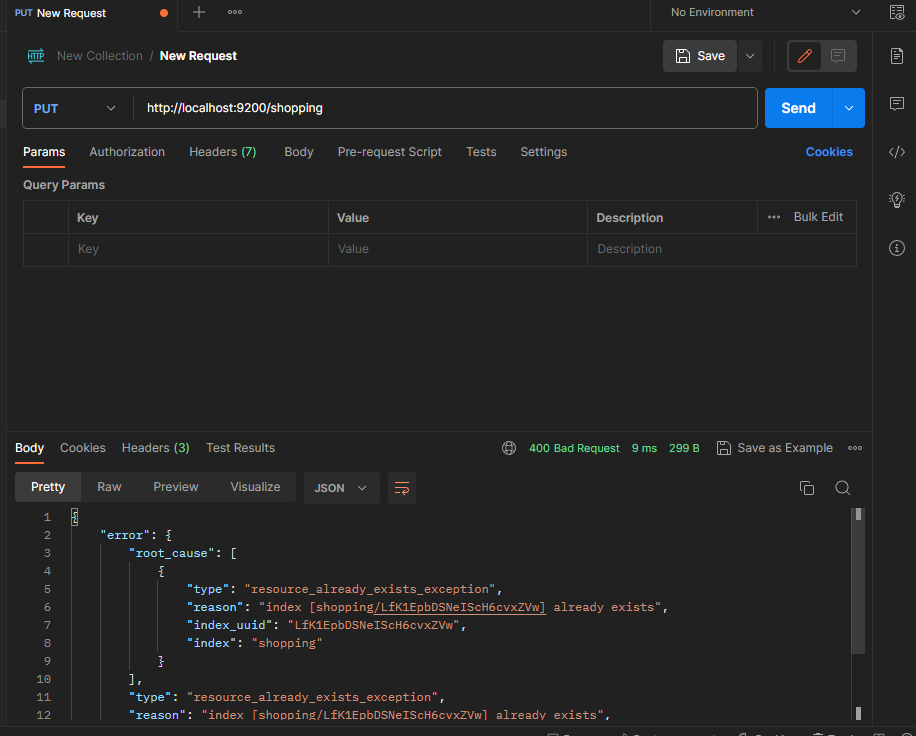 PUT New Request
No Environment
HTTP New Collection / New Request
Save
PUT http://localhost:9200/shopping
Send
Params Authorization Headers (7) Body Pre-request Script Tests Settings Cookies
Query Params
Key Value Description Bulk Edit
Key Value Description
Body Cookies Headers (3) Test Results 400 Bad Request 9 ms 299 B Save as Example
Pretty Raw Preview Visualize JSON
1 {
2 "error": {
3 "root_cause": [
4 {
5 "type": "resource_already_exists_exception",
6 "reason": "index [shopping/LfK1EpbDSNeIScH6cvxZVw] already exists",
7 "index_uuid": "LfK1EpbDSNeIScH6cvxZVw",
8 "index": "shopping"
9 }
10 ],
11 "type": "resource_already_exists_exception",
12 "reason": "index [shopping/LfK1EpbDSNeIScH6cvxZVw] already exists",